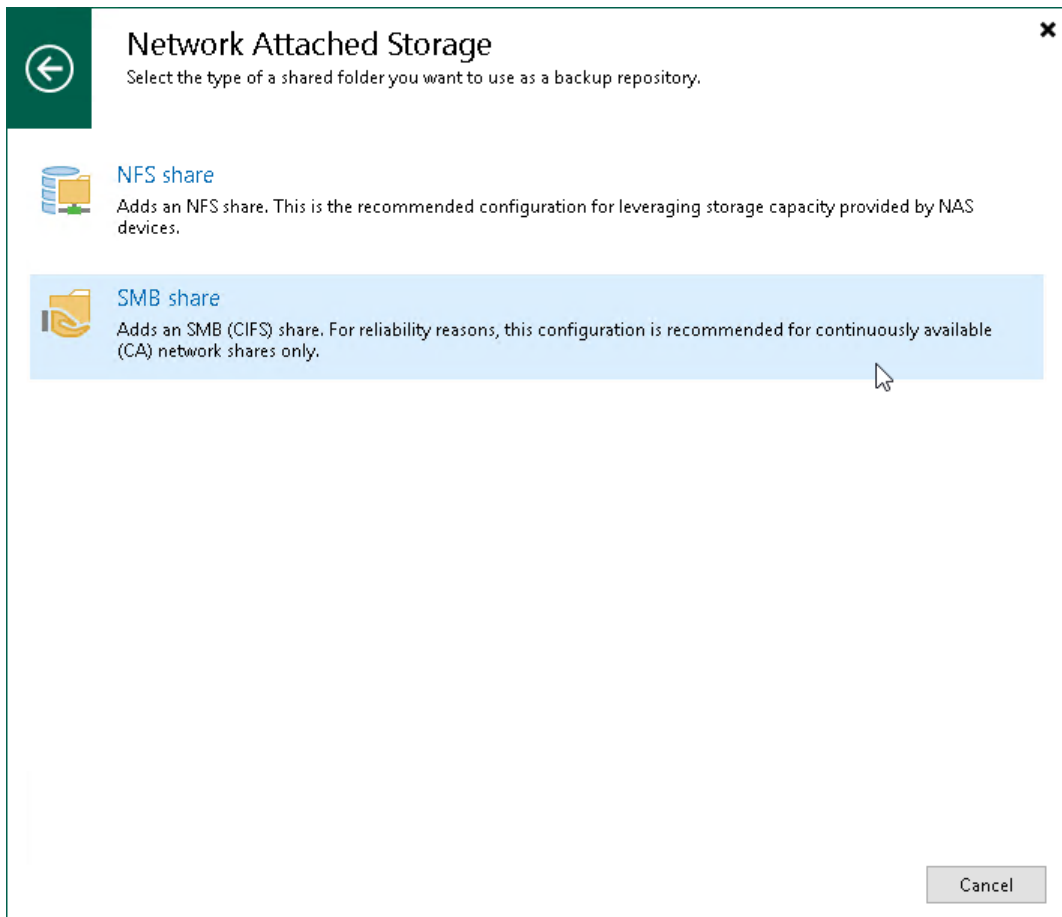 Network Attached Storage
Select the type of a shared folder you want to use as a backup repository.
NFS share
Adds an NFS share. This is the recommended configuration for leveraging storage capacity provided by NAS
devices.
SMB share
Adds an SMB (CIFS) share. For reliability reasons, this configuration is recommended for continuously available
(CA) network shares only.
Cancel